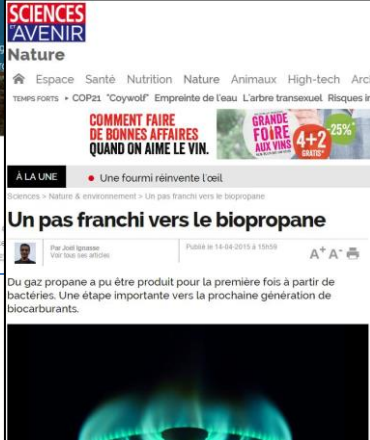 SCIENCES
ET AVENIR
Nature
Espace Santé Nutrition Nature Animaux High-tech Arc
TEMPS FORTS COP21 "Coywolf" Empreinte de l'eau L'arbre transexuel Risques i
COMMENT FAIRE
DE BONNES AFFAIRES
QUAND ON AIME LE VIN.
GRANDE
FOIRE
AUX VINS
4+2
GRATUIT*
-25%*
À LA UNE
Une fourmi réinvente l'œil
Sciences > Nature & environnement > Un pas franchi vers le biopropane
Un pas franchi vers le biopropane
Par Joël Ignasse
Voir tous ses articles
Publié le 14-04-2015 à 15h59
A+ A-
Du gaz propane a pu être produit pour la première fois à partir de
bactéries. Une étape importante vers la prochaine génération de
biocarburants.